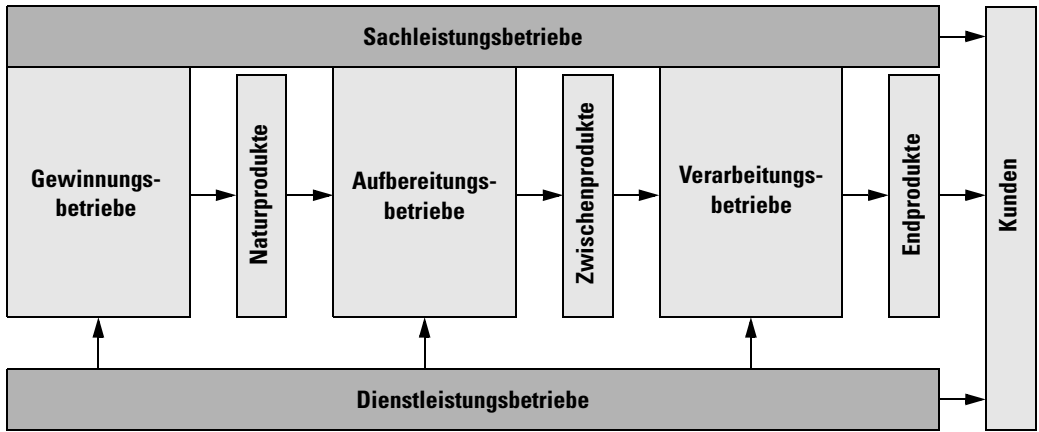 Sachleistungsbetriebe
Gewinnungs-
betriebe
Naturprodukte
Aufbereitungs-
betriebe
Zwischenprodukte
Verarbeitungs-
betriebe
Endprodukte
Kunden
Dienstleistungsbetriebe